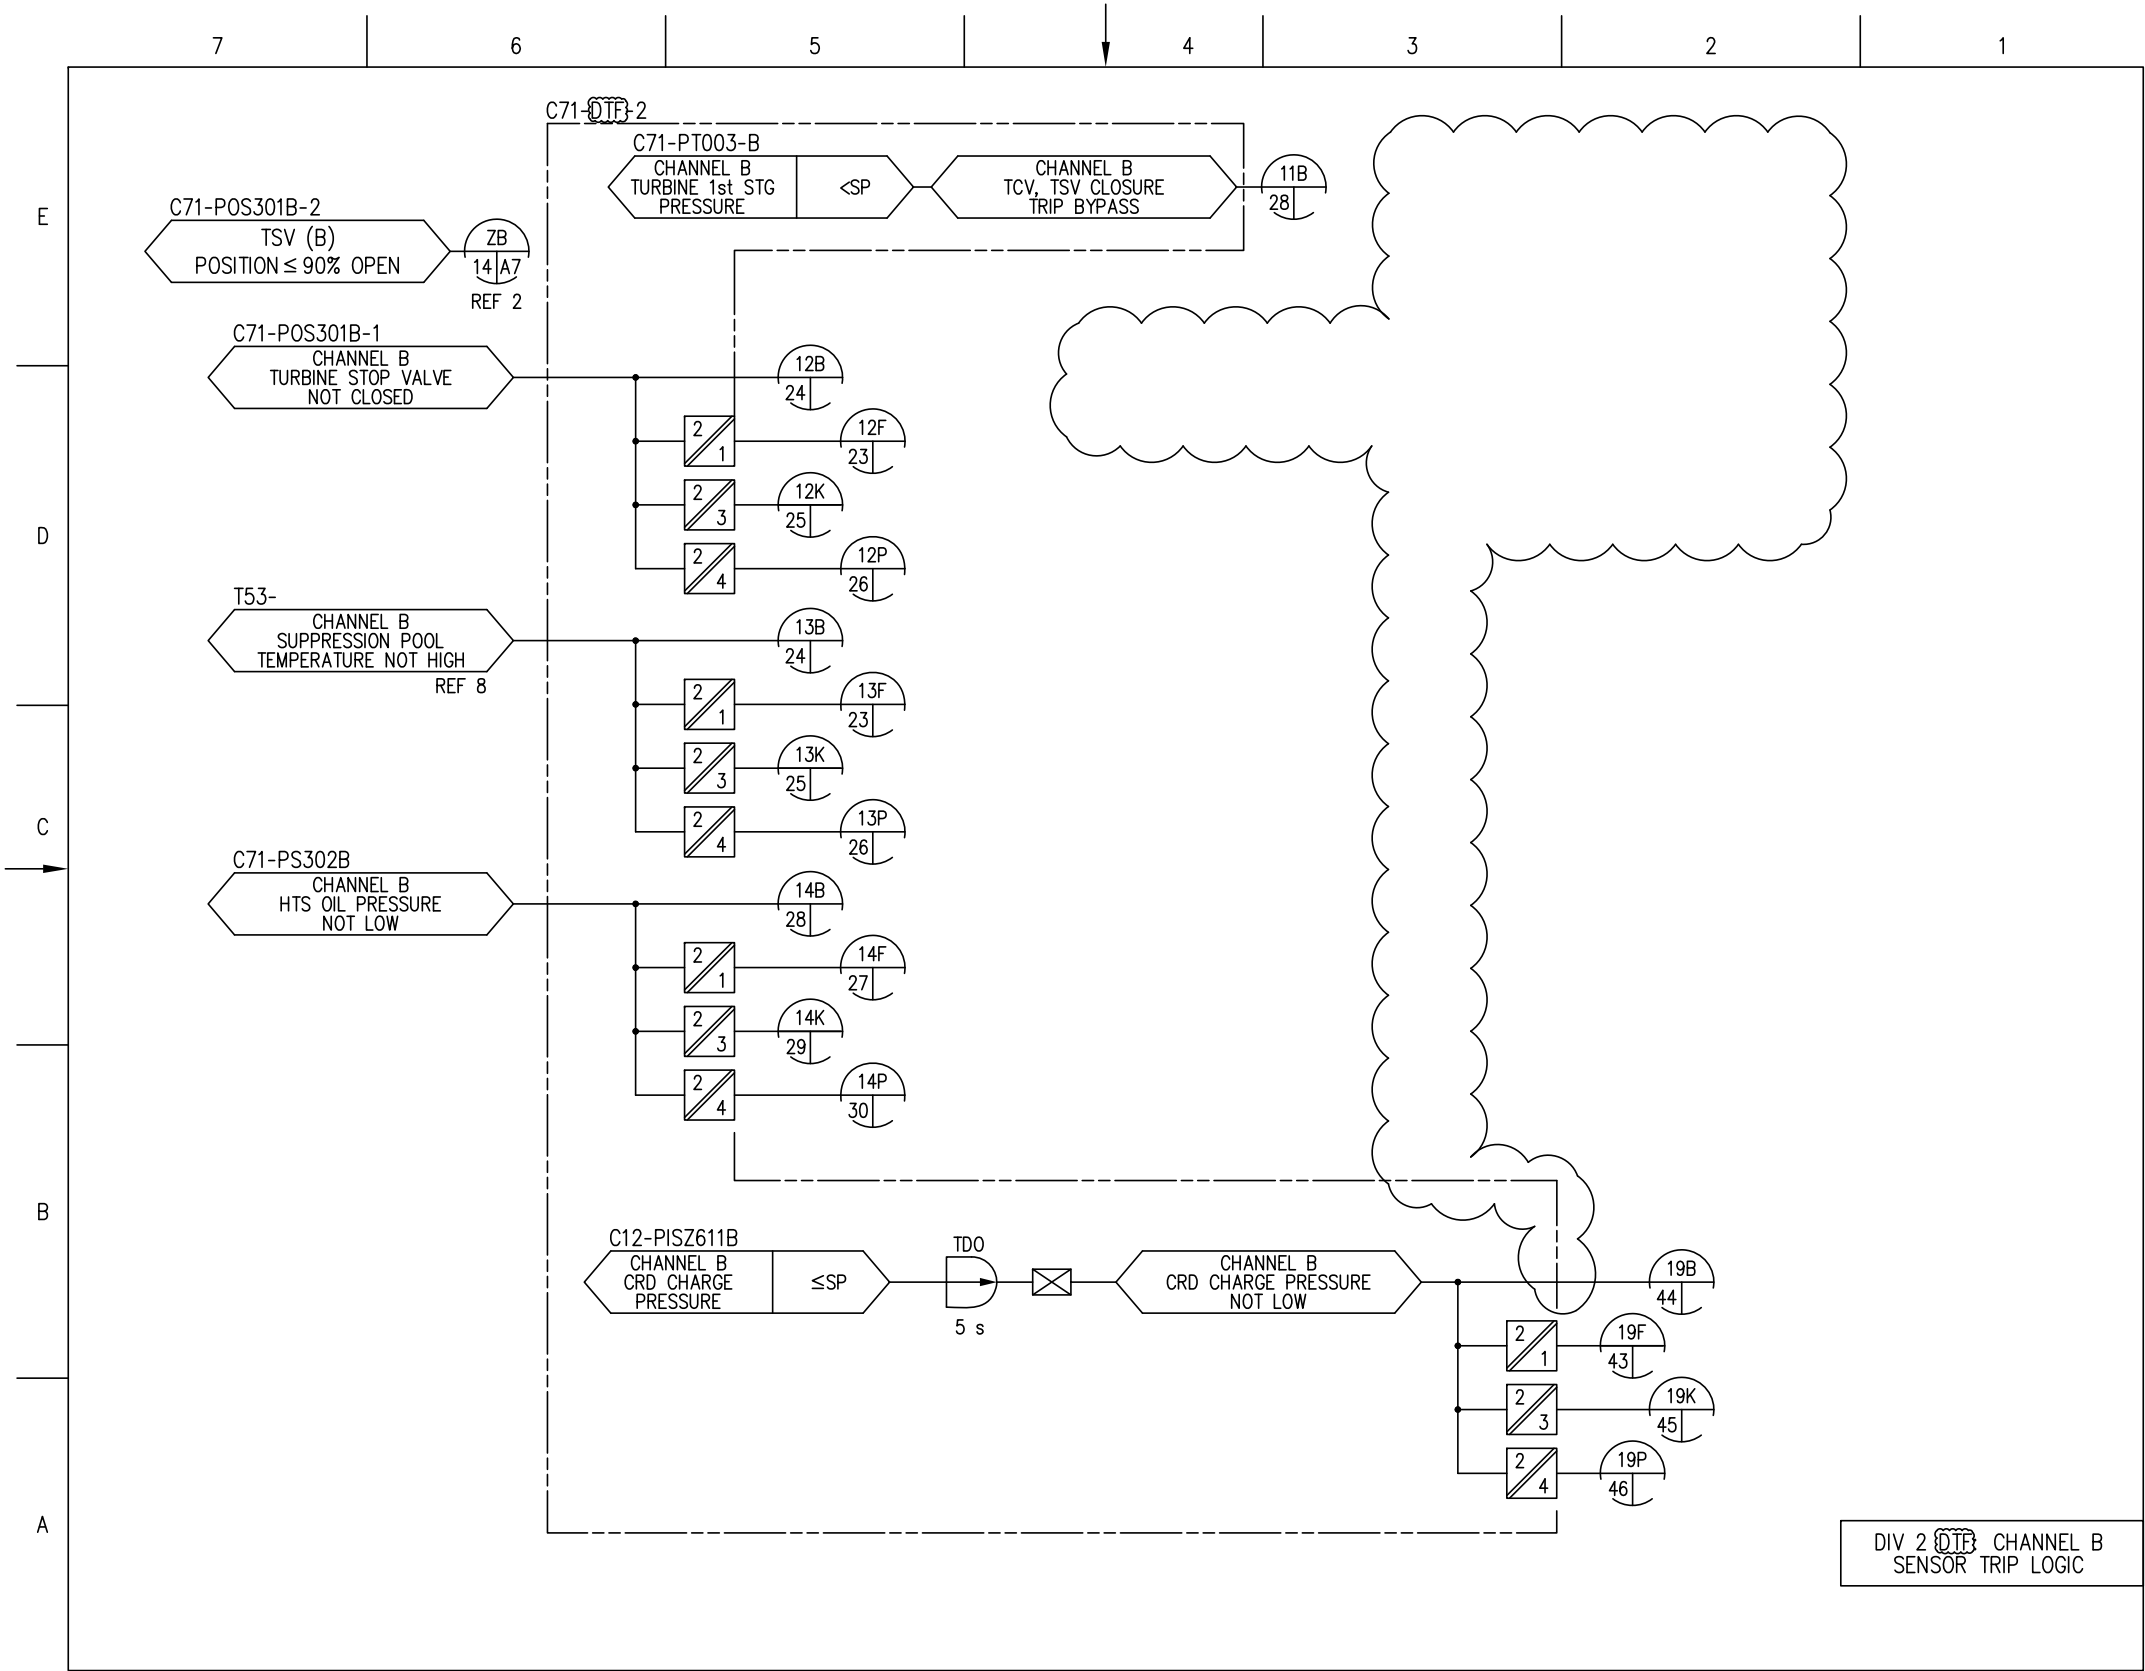 7 6 5 4 3 2 1
C71-DTF-2
C71-PT003-B
CHANNEL B
TURBINE 1st STG
PRESSURE
<SP
CHANNEL B
TCV, TSV CLOSURE
TRIP BYPASS
11B
28
E
C71-POS301B-2
TSV (B)
POSITION ≤ 90% OPEN
ZB
14 A7
REF 2
C71-POS301B-1
CHANNEL B
TURBINE STOP VALVE
NOT CLOSED
12B
24
2
1
12F
23
2
3
12K
25
D
2
4
12P
26
T53-
CHANNEL B
SUPPRESSION POOL
TEMPERATURE NOT HIGH
REF 8
13B
24
2
1
13F
23
2
3
13K
25
C
2
4
13P
26
C71-PS302B
CHANNEL B
HTS OIL PRESSURE
NOT LOW
14B
28
2
1
14F
27
2
3
14K
29
2
4
14P
30
B
C12-PISZ611B
CHANNEL B
CRD CHARGE
PRESSURE
≤SP
TDO
5 s
CHANNEL B
CRD CHARGE PRESSURE
NOT LOW
19B
44
2
1
19F
43
2
3
19K
45
2
4
19P
46
A
DIV 2 DTF CHANNEL B
SENSOR TRIP LOGIC